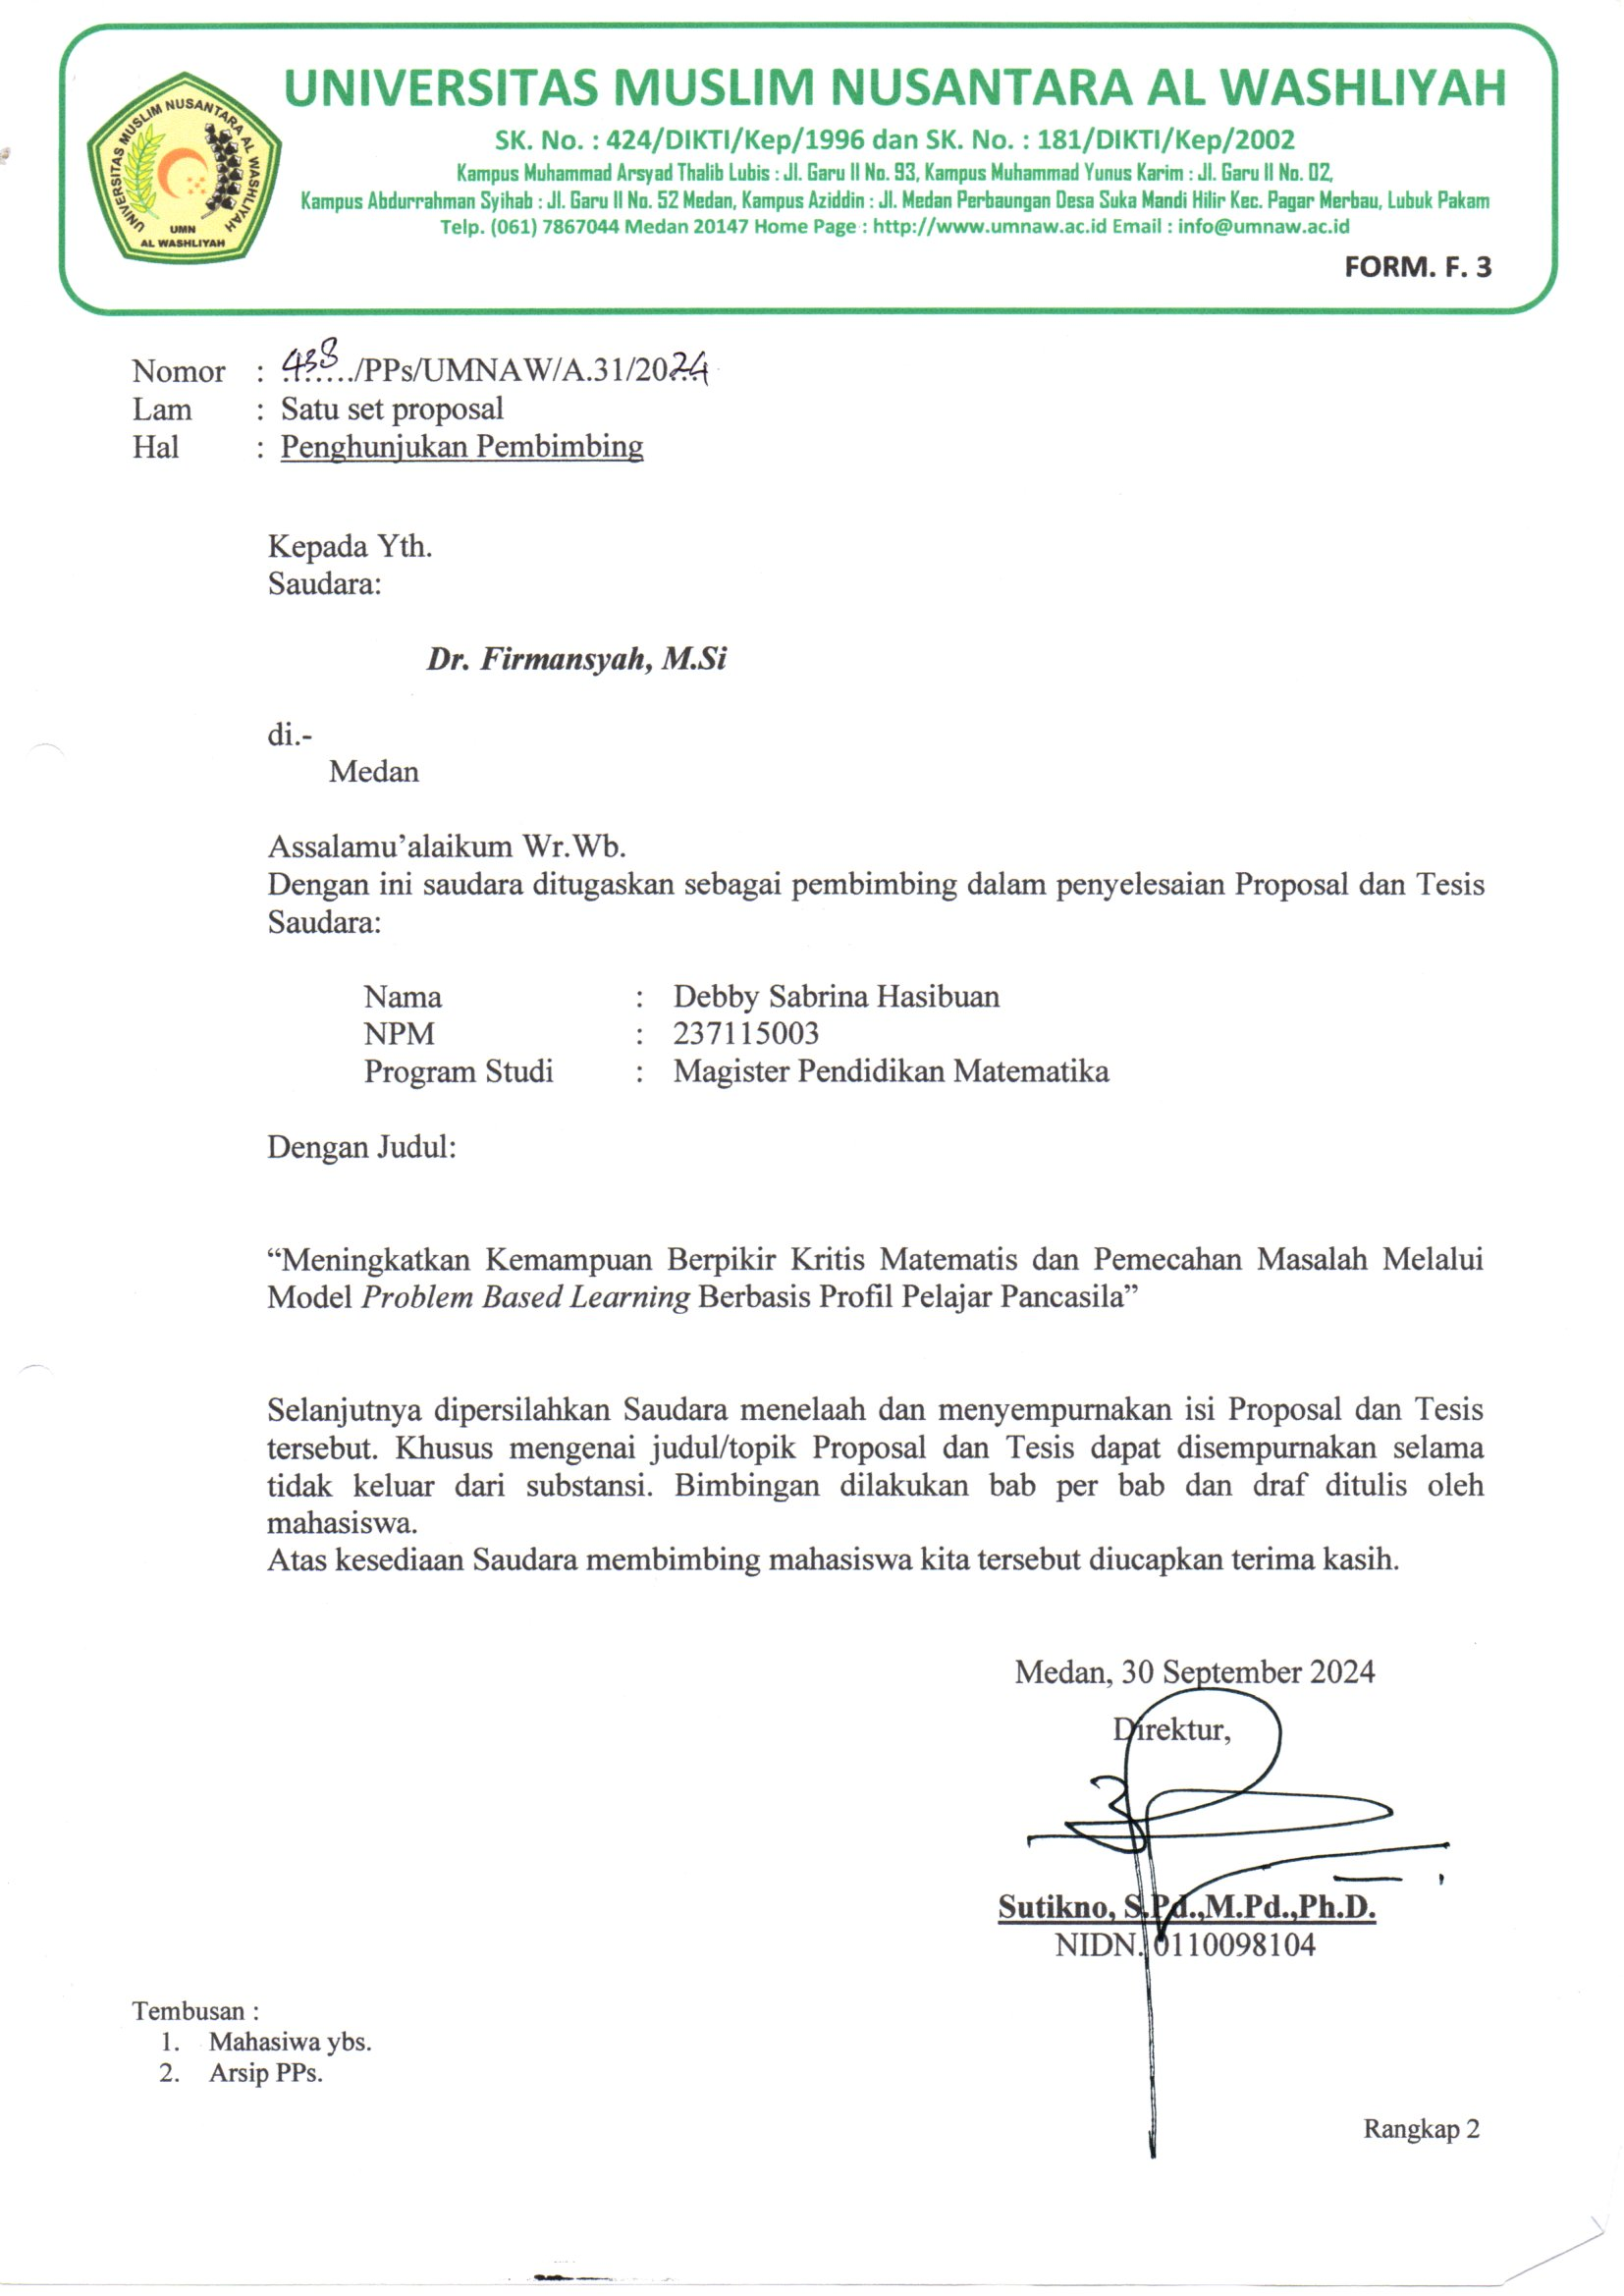 UNIVERSITAS MUSLIM NUSANTARA AL WASHLIYAH
SK. No. : 424/DIKTI/Kep/1996 dan SK. No. : 181/DIKTI/Kep/2002
Kampus Muhammad Arsyad Thalib Lubis : Jl. Garu II No. 93, Kampus Muhammad Yunus Karim : Jl. Garu II No. 02,
Kampus Abdurrahman Syihab : Jl. Garu II No. 52 Medan, Kampus Aziddin : Jl. Medan Perbaungan Desa Suka Mandi Hilir Kec. Pagar Merbau, Lubuk Pakam
Telp. (061) 7867044 Medan 20147 Home Page : http://www.umnaw.ac.id Email : info@umnaw.ac.id
FORM. F. 3
UNIVERSITAS MUSLIM NUSANTARA AL WASHLIYAH
UMN
AL WASHLIYAH
Nomor : 438/PPs/UMNAW/A.31/2024
Lam : Satu set proposal
Hal : Penghunjukan Pembimbing
Kepada Yth.
Saudara:
Dr. Firmansyah, M.Si
di.-
Medan
Assalamu’alaikum Wr.Wb.
Dengan ini saudara ditugaskan sebagai pembimbing dalam penyelesaian Proposal dan Tesis
Saudara:
Nama : Debby Sabrina Hasibuan
NPM : 237115003
Program Studi : Magister Pendidikan Matematika
Dengan Judul:
“Meningkatkan Kemampuan Berpikir Kritis Matematis dan Pemecahan Masalah Melalui
Model Problem Based Learning Berbasis Profil Pelajar Pancasila”
Selanjutnya dipersilahkan Saudara menelaah dan menyempurnakan isi Proposal dan Tesis
tersebut. Khusus mengenai judul/topik Proposal dan Tesis dapat disempurnakan selama
tidak keluar dari substansi. Bimbingan dilakukan bab per bab dan draf ditulis oleh
mahasiswa.
Atas kesediaan Saudara membimbing mahasiswa kita tersebut diucapkan terima kasih.
Medan, 30 September 2024
Direktur,
Sutikno, S.Pd.,M.Pd.,Ph.D.
NIDN. 0110098104
Tembusan :
1. Mahasiwa ybs.
2. Arsip PPs.
Rangkap 2